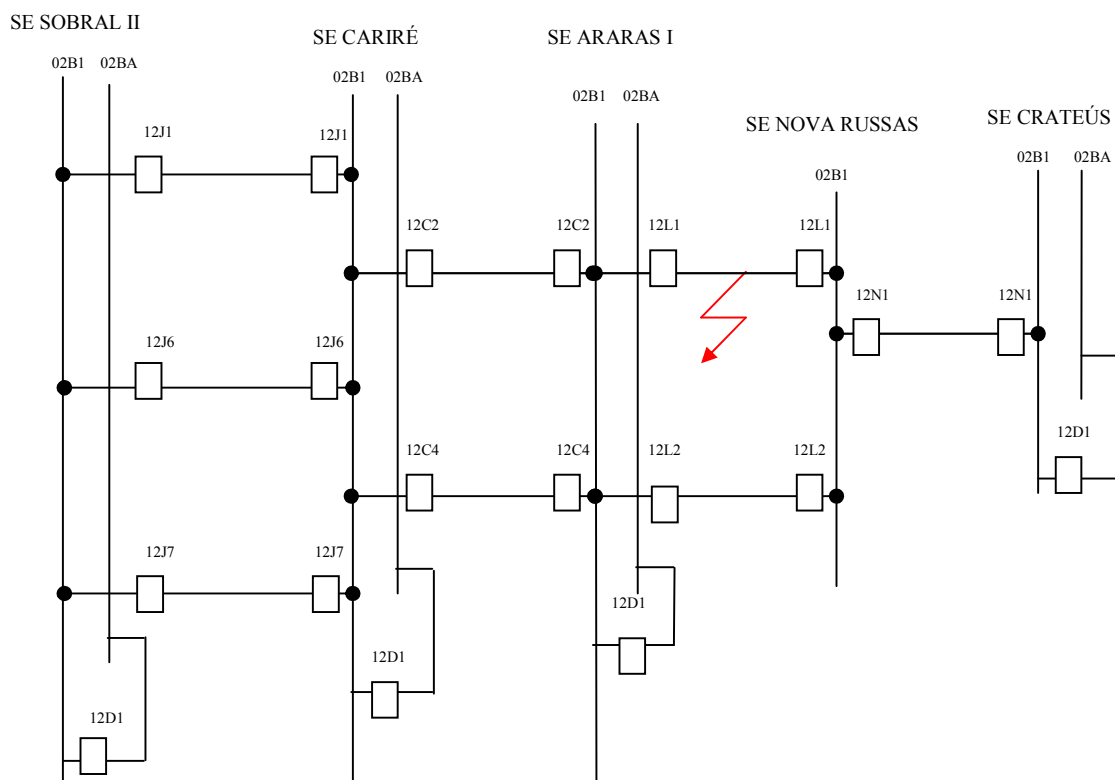 SE SOBRAL II
SE CARIRÉ
SE ARARAS I
SE NOVA RUSSAS
SE CRATEÚS
02B1
02BA
02B1
02BA
02B1
02BA
02B1
02B1
02BA
12J1
12J1
12C2
12C2
12L1
12L1
12N1
12N1
12J6
12J6
12C4
12C4
12L2
12L2
12D1
12J7
12J7
12D1
12D1
12D1